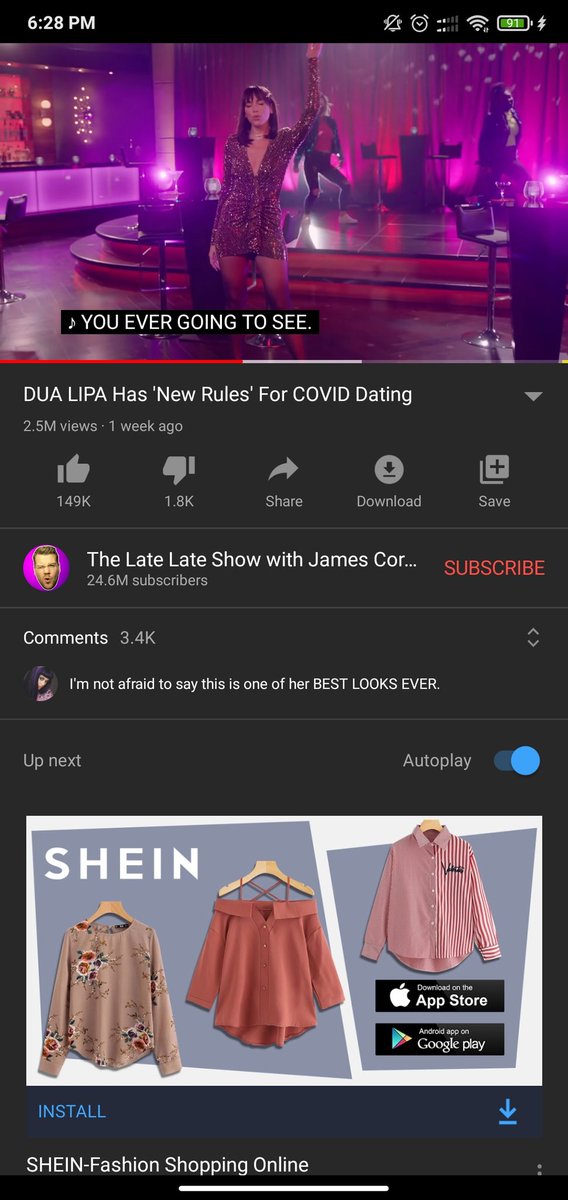 6:28 PM
91
♪ YOU EVER GOING TO SEE.
DUA LIPA Has 'New Rules' For COVID Dating
2.5M views · 1 week ago
149K
1.8K
Share
Download
Save
The Late Late Show with James Cor...
24.6M subscribers
SUBSCRIBE
Comments 3.4K
I'm not afraid to say this is one of her BEST LOOKS EVER.
Up next
Autoplay
SHEIN
Download on the
App Store
Android app on
Google play
INSTALL
SHEIN-Fashion Shopping Online